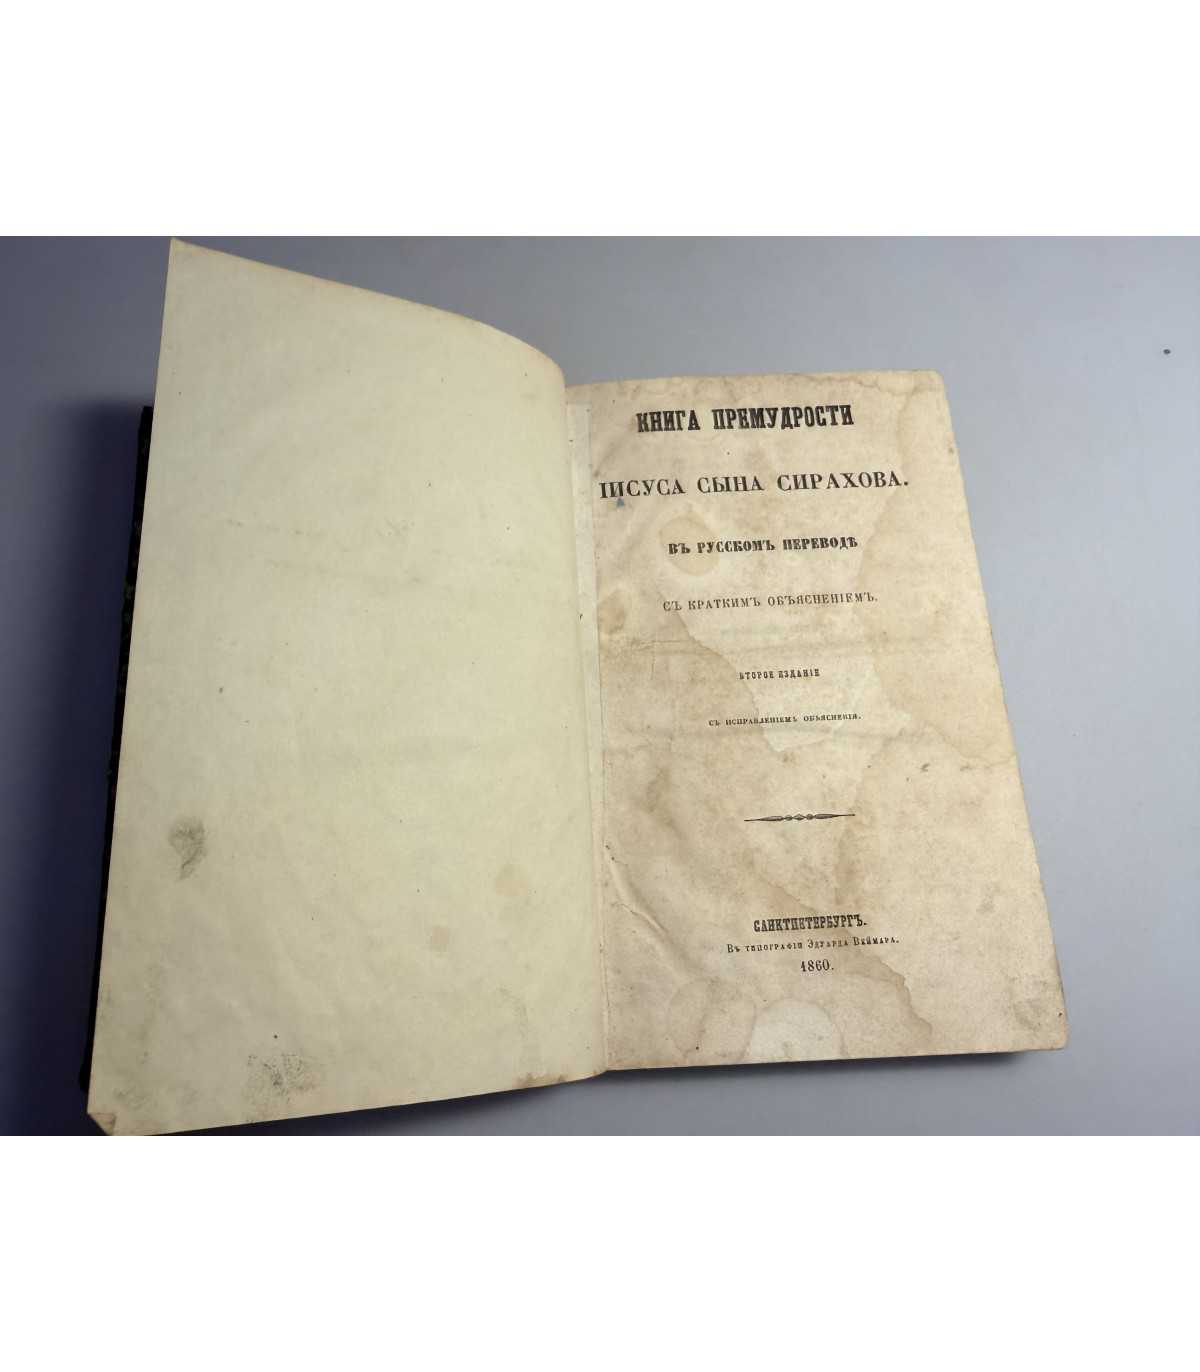 КНИГА ПРЕМУДРОСТИ
ІИСУСА СЫНА СИРАХОВА.
ВЪ РУССКОМЪ ПЕРЕВОДѢ
СЪ КРАТКИМЪ ОБЪЯСНЕНІЕМЪ.
ВТОРОЕ ИЗДАНІЕ
СЪ ИСПРАВЛЕНІЕМЪ ОБЪЯСНЕНІЯ.
САНКТПЕТЕРБУРГЪ.
Въ типографіи Эдуарда Веймара.
1860.